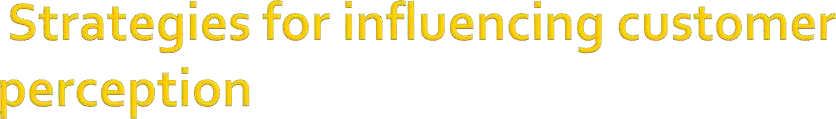 Strategies for influencing customer
perception